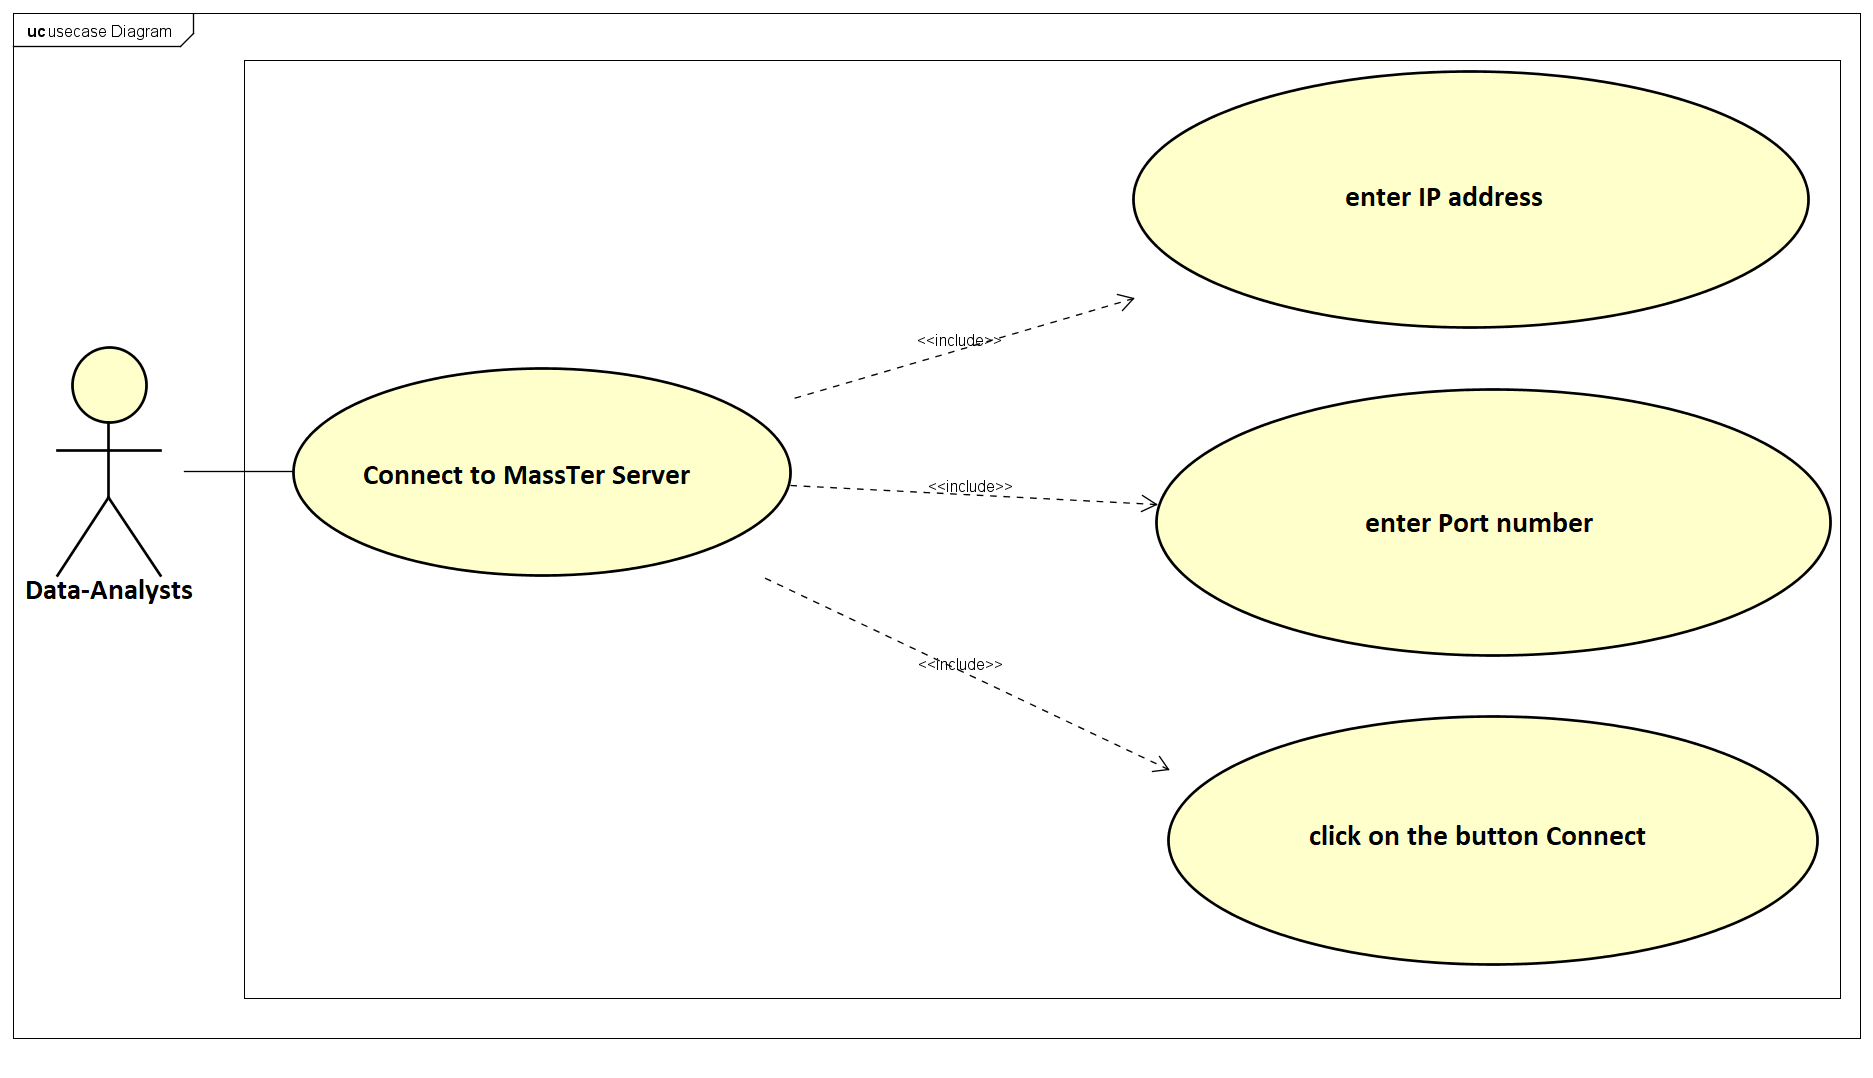 uc usecase Diagram
enter IP address
<<include>>
Connect to MassTer Server
<<include>>
enter Port number
Data-Analysts
<<include>>
click on the button Connect